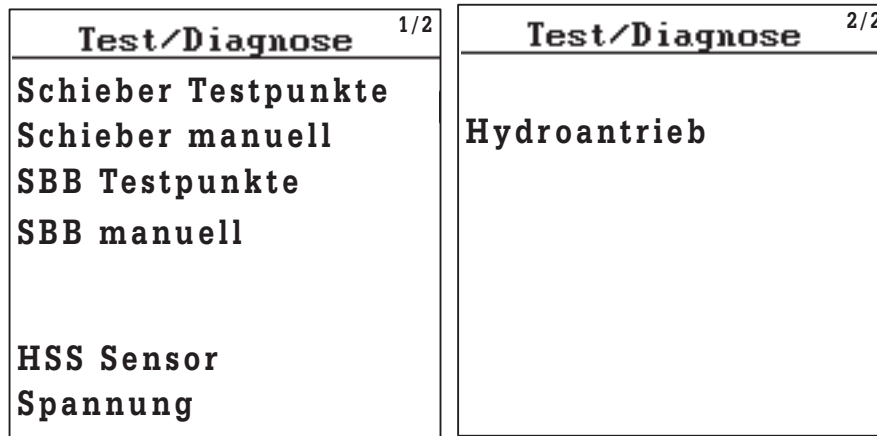 Test/Diagnose 1/2
Schieber Testpunkte
Schieber manuell
SBB Testpunkte
SBB manuell
HSS Sensor
Spannung
Test/Diagnose 2/2
Hydroantrieb